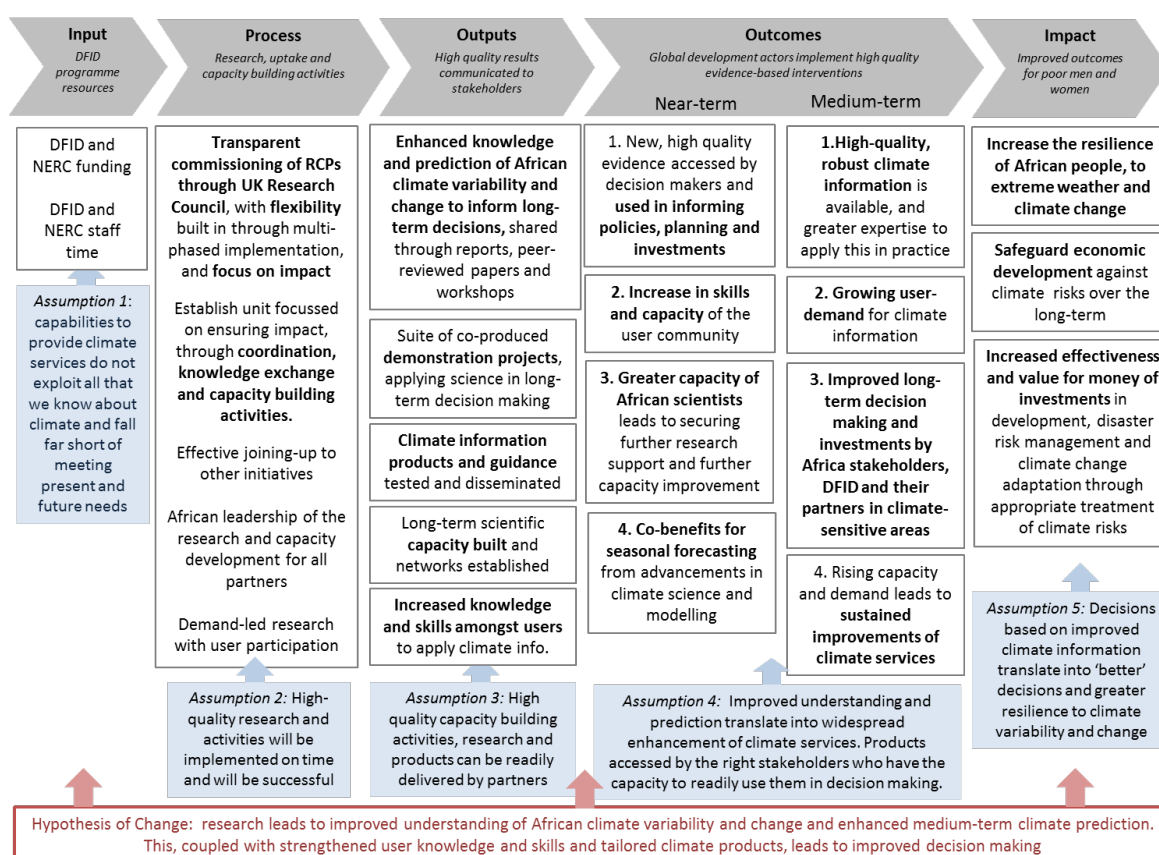 Input
DFID
programme
resources
Process
Research, uptake and
capacity building activities
Outputs
High quality results
communicated to
stakeholders
Outcomes
Global development actors implement high quality
evidence-based interventions
Near-term
Medium-term
Impact
Improved outcomes
for poor men and
women
DFID and
NERC funding
DFID and
NERC staff
time
Assumption 1:
capabilities to
provide climate
services do not
exploit all that
we know about
climate and fall
far short of
meeting
present and
future needs
Transparent
commissioning of RCPs
through UK Research
Council, with flexibility
built in through multi-
phased implementation,
and focus on impact
Establish unit focussed
on ensuring impact,
through coordination,
knowledge exchange
and capacity building
activities.
Effective joining-up to
other initiatives
African leadership of the
research and capacity
development for all
partners
Demand-led research
with user participation
Assumption 2: High-
quality research and
activities will be
implemented on time
and will be successful
Enhanced knowledge
and prediction of African
climate variability and
change to inform long-
term decisions, shared
through reports, peer-
reviewed papers and
workshops
Suite of co-produced
demonstration projects,
applying science in long-
term decision making
Climate information
products and guidance
tested and disseminated
Long-term scientific
capacity built and
networks established
Increased knowledge
and skills amongst users
to apply climate info.
Assumption 3: High
quality capacity building
activities, research and
products can be readily
delivered by partners
1. New, high quality
evidence accessed by
decision makers and
used in informing
policies, planning and
investments
2. Increase in skills
and capacity of the
user community
3. Greater capacity of
African scientists
leads to securing
further research
support and further
capacity improvement
4. Co-benefits for
seasonal forecasting
from advancements in
climate science and
modelling
1.High-quality,
robust climate
information is
available, and
greater expertise to
apply this in practice
2. Growing user-
demand for climate
information
3. Improved long-
term decision
making and
investments by
Africa stakeholders,
DFID and their
partners in climate-
sensitive areas
4. Rising capacity
and demand leads to
sustained
improvements of
climate services
Assumption 4: Improved understanding and
prediction translate into widespread
enhancement of climate services. Products
accessed by the right stakeholders who have the
capacity to readily use them in decision making.
Increase the resilience
of African people, to
extreme weather and
climate change
Safeguard economic
development against
climate risks over the
long-term
Increased effectiveness
and value for money of
investments in
development, disaster
risk management and
climate change
adaptation through
appropriate treatment
of climate risks
Assumption 5: Decisions
based on improved
climate information
translate into ‘better’
decisions and greater
resilience to climate
variability and change
Hypothesis of Change: research leads to improved understanding of African climate variability and change and enhanced medium-term climate prediction.
This, coupled with strengthened user knowledge and skills and tailored climate products, leads to improved decision making